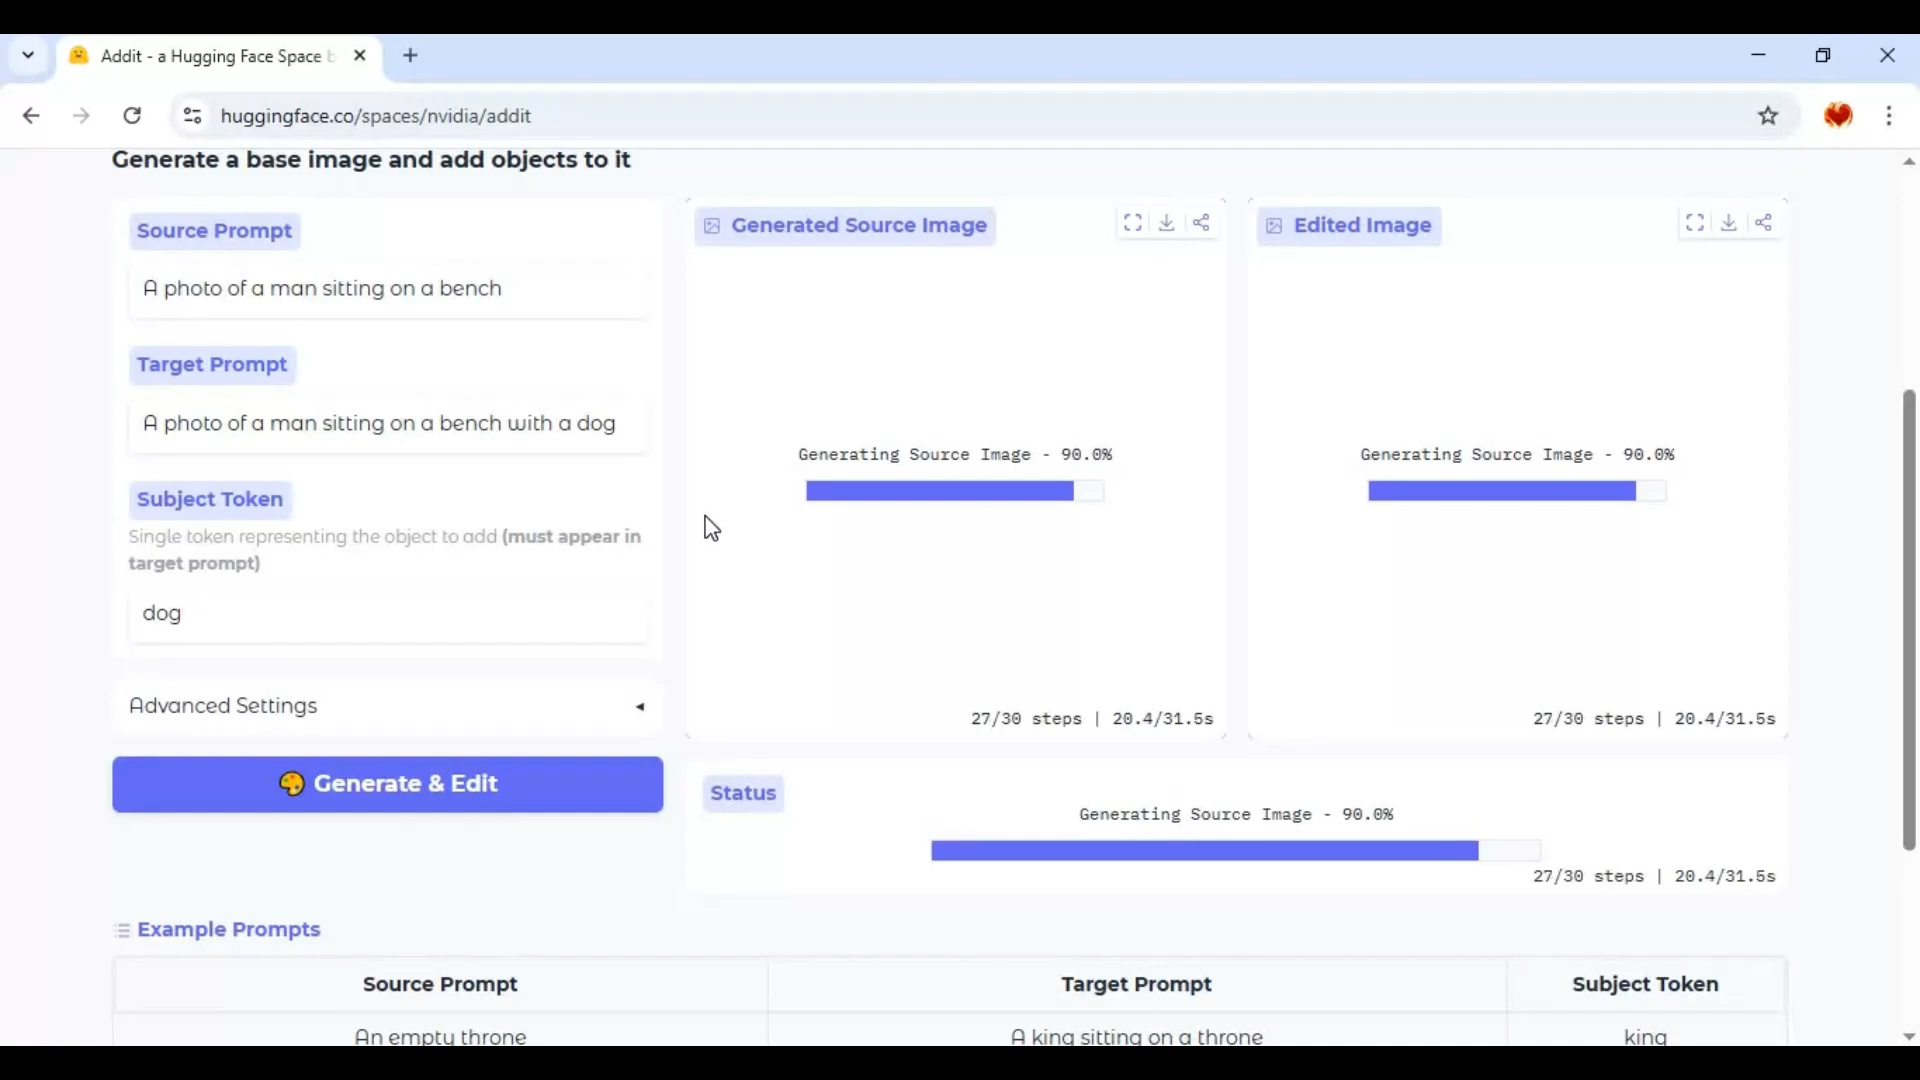 Addit - a Hugging Face Space
huggingface.co/spaces/nvidia/addit
Generate a base image and add objects to it
Source Prompt
A photo of a man sitting on a bench
Target Prompt
A photo of a man sitting on a bench with a dog
Subject Token
Single token representing the object to add (must appear in
target prompt)
dog
Advanced Settings
Generate & Edit
Generated Source Image
Generating Source Image - 90.0%
27/30 steps | 20.4/31.5s
Edited Image
Generating Source Image - 90.0%
27/30 steps | 20.4/31.5s
Status
Generating Source Image - 90.0%
27/30 steps | 20.4/31.5s
Example Prompts
Source Prompt Target Prompt Subject Token
An empty throne A king sitting on a throne king